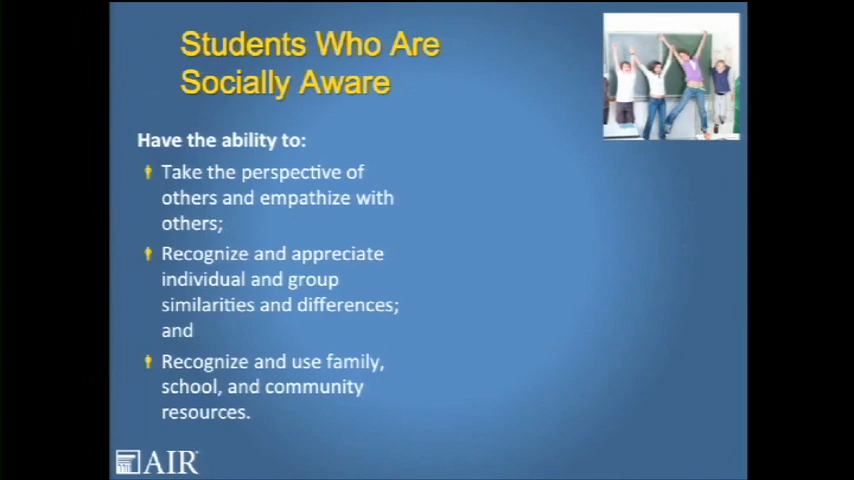 Students Who Are
Socially Aware
Have the ability to:
Take the perspective of
others and empathize with
others;
Recognize and appreciate
individual and group
similarities and differences;
and
Recognize and use family,
school, and community
resources.
AIR